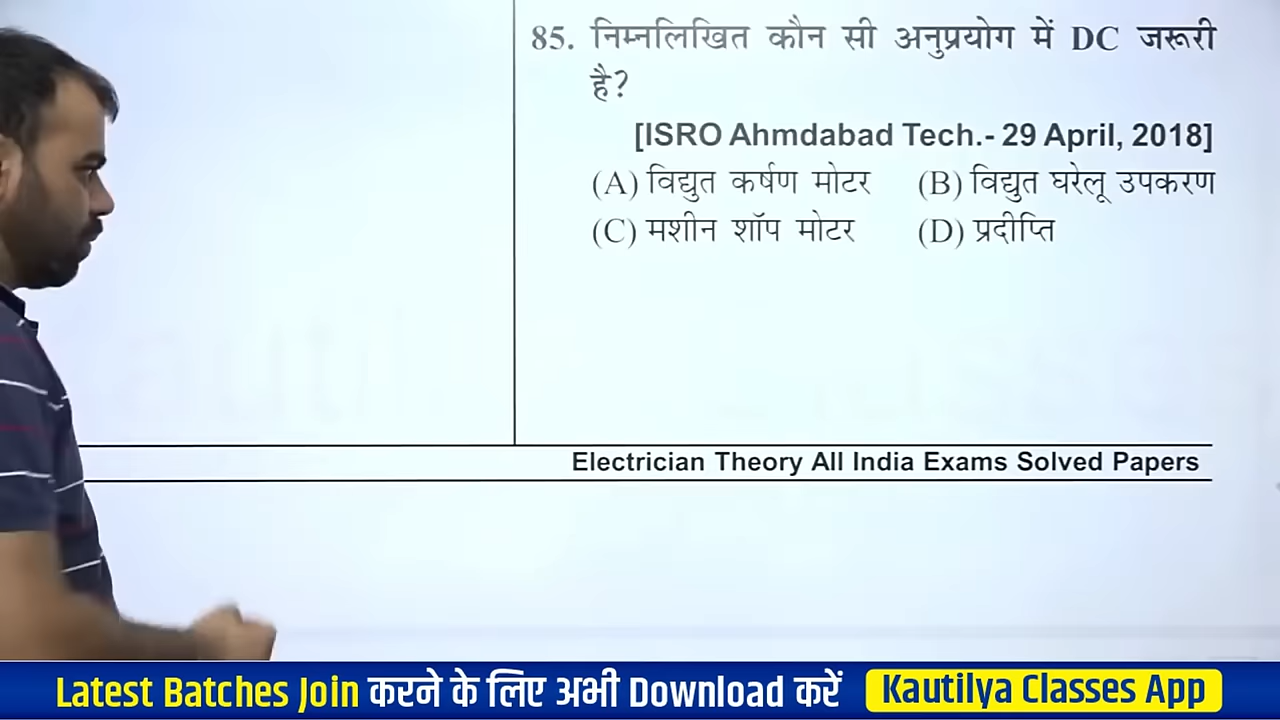 85. निम्नलिखित कौन सी अनुप्रयोग में DC जरूरी
है?
[ISRO Ahmdabad Tech.- 29 April, 2018]
(A) विद्युत कर्षण मोटर (B) विद्युत घरेलू उपकरण
(C) मशीन शॉप मोटर (D) प्रदीप्ति
Electrician Theory All India Exams Solved Papers
Latest Batches Join करने के लिए अभी Download करें Kautilya Classes App